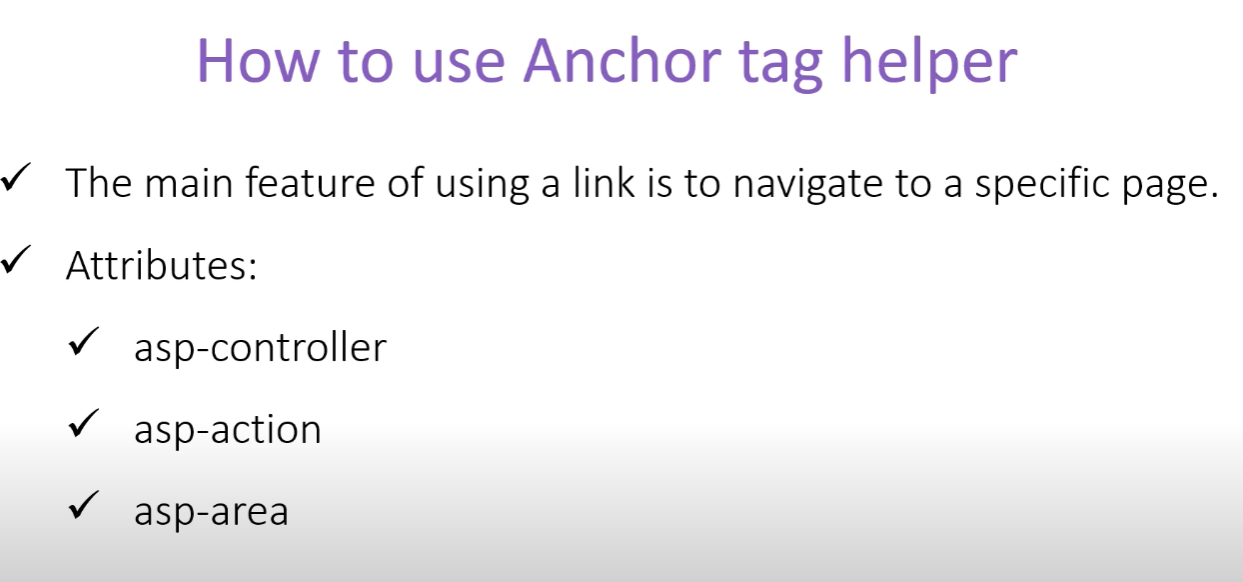 How to use Anchor tag helper
✓ The main feature of using a link is to navigate to a specific page.
✓ Attributes:
✓ asp-controller
✓ asp-action
✓ asp-area